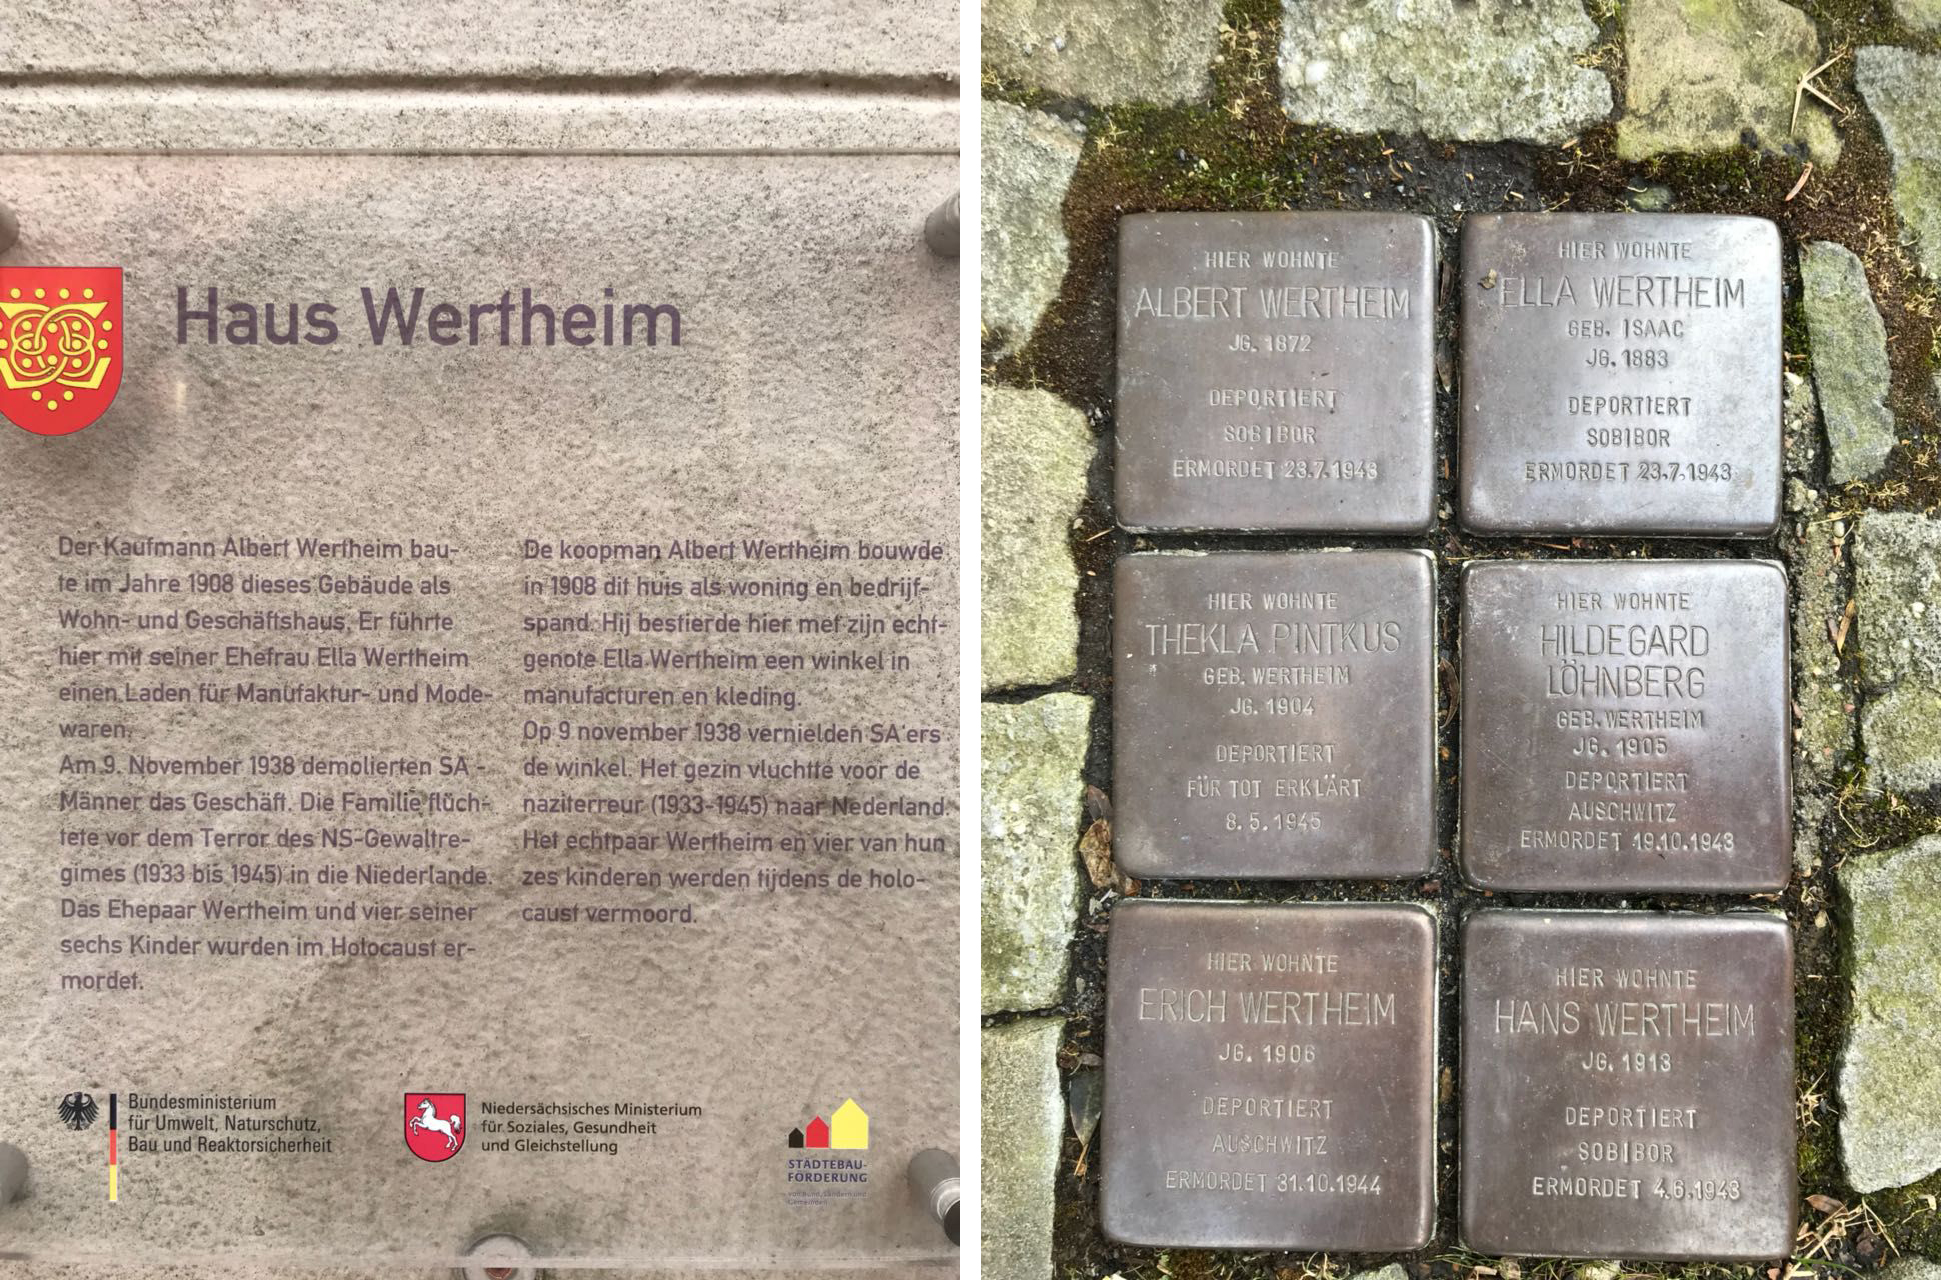 Haus Wertheim
Der Kaufmann Albert Wertheim bau-
te im Jahre 1908 dieses Gebäude als
Wohn- und Geschäftshaus. Er führte
hier mit seiner Ehefrau Ella Wertheim
einen Laden für Manufaktur- und Mode-
waren.
Am 9. November 1938 demolierten SA -
Männer das Geschäft. Die Familie flüch-
tete vor dem Terror des NS-Gewaltre-
gimes (1933 bis 1945) in die Niederlande.
Das Ehepaar Wertheim und vier seiner
sechs Kinder wurden im Holocaust er-
mordet.
De koopman Albert Wertheim bouwde
in 1908 dit huis als woning en bedrijf-
spand. Hij bestierde hier met zijn echt-
genote Ella Wertheim een winkel in
manufacturen en kleding.
Op 9 november 1938 vernielden SA'ers
de winkel. Het gezin vluchtte voor de
naziterreur (1933-1945) naar Nederland.
Het echtpaar Wertheim en vier van hun
zes kinderen werden tijdens de holo-
caust vermoord.
Bundesministerium
für Umwelt, Naturschutz,
Bau und Reaktorsicherheit
Niedersächsisches Ministerium
für Soziales, Gesundheit
und Gleichstellung
STÄDTEBAU-
FÖRDERUNG
von Bund, Ländern und
Gemeinden
HIER WOHNTE
ALBERT WERTHEIM
JG. 1872
DEPORTIERT
SOBIBOR
ERMORDET 23.7.1943
HIER WOHNTE
ELLA WERTHEIM
GEB. ISAAC
JG. 1883
DEPORTIERT
SOBIBOR
ERMORDET 23.7.1943
HIER WOHNTE
THEKLA PINTKUS
GEB. WERTHEIM
JG. 1904
DEPORTIERT
FÜR TOT ERKLÄRT
8.5.1945
HIER WOHNTE
HILDEGARD
LÖHNBERG
GEB. WERTHEIM
JG. 1905
DEPORTIERT
AUSCHWITZ
ERMORDET 19.10.1943
HIER WOHNTE
ERICH WERTHEIM
JG. 1906
DEPORTIERT
AUSCHWITZ
ERMORDET 31.10.1944
HIER WOHNTE
HANS WERTHEIM
JG. 1913
DEPORTIERT
SOBIBOR
ERMORDET 4.6.1943